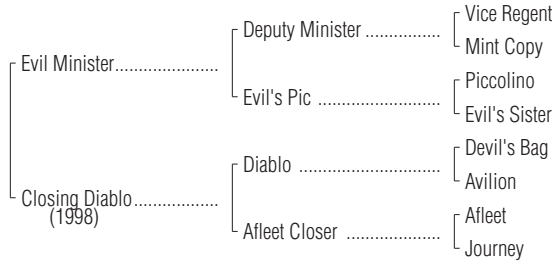 Vice Regent
Deputy Minister ..................
Mint Copy
Evil Minister.....................
Piccolino
Evil's Pic .........................
Evil's Sister
Devil's Bag
Diablo .............................
Avilion
Closing Diablo.................
(1998)
Afleet
Afleet Closer ...................
Journey